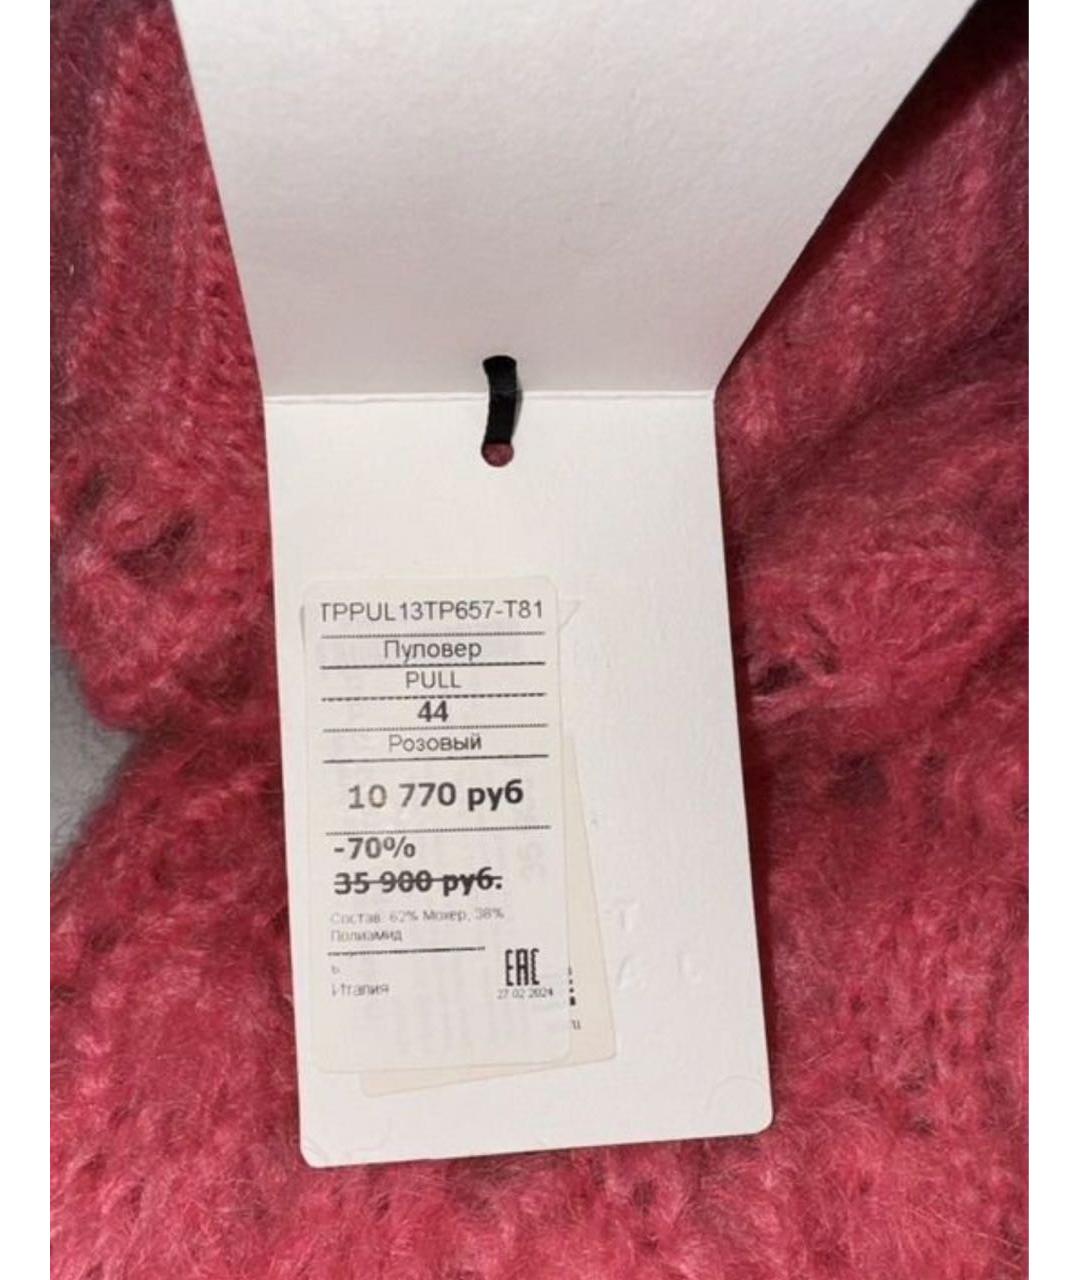 TPPUL13TP657-T81
Пуловер
PULL
44
Розовый
10 770 руб
-70%
35 900 руб.
Состав: 62% Мохер, 38%
Полиамид
ь
Италия
EAC
27.02.2024
ru